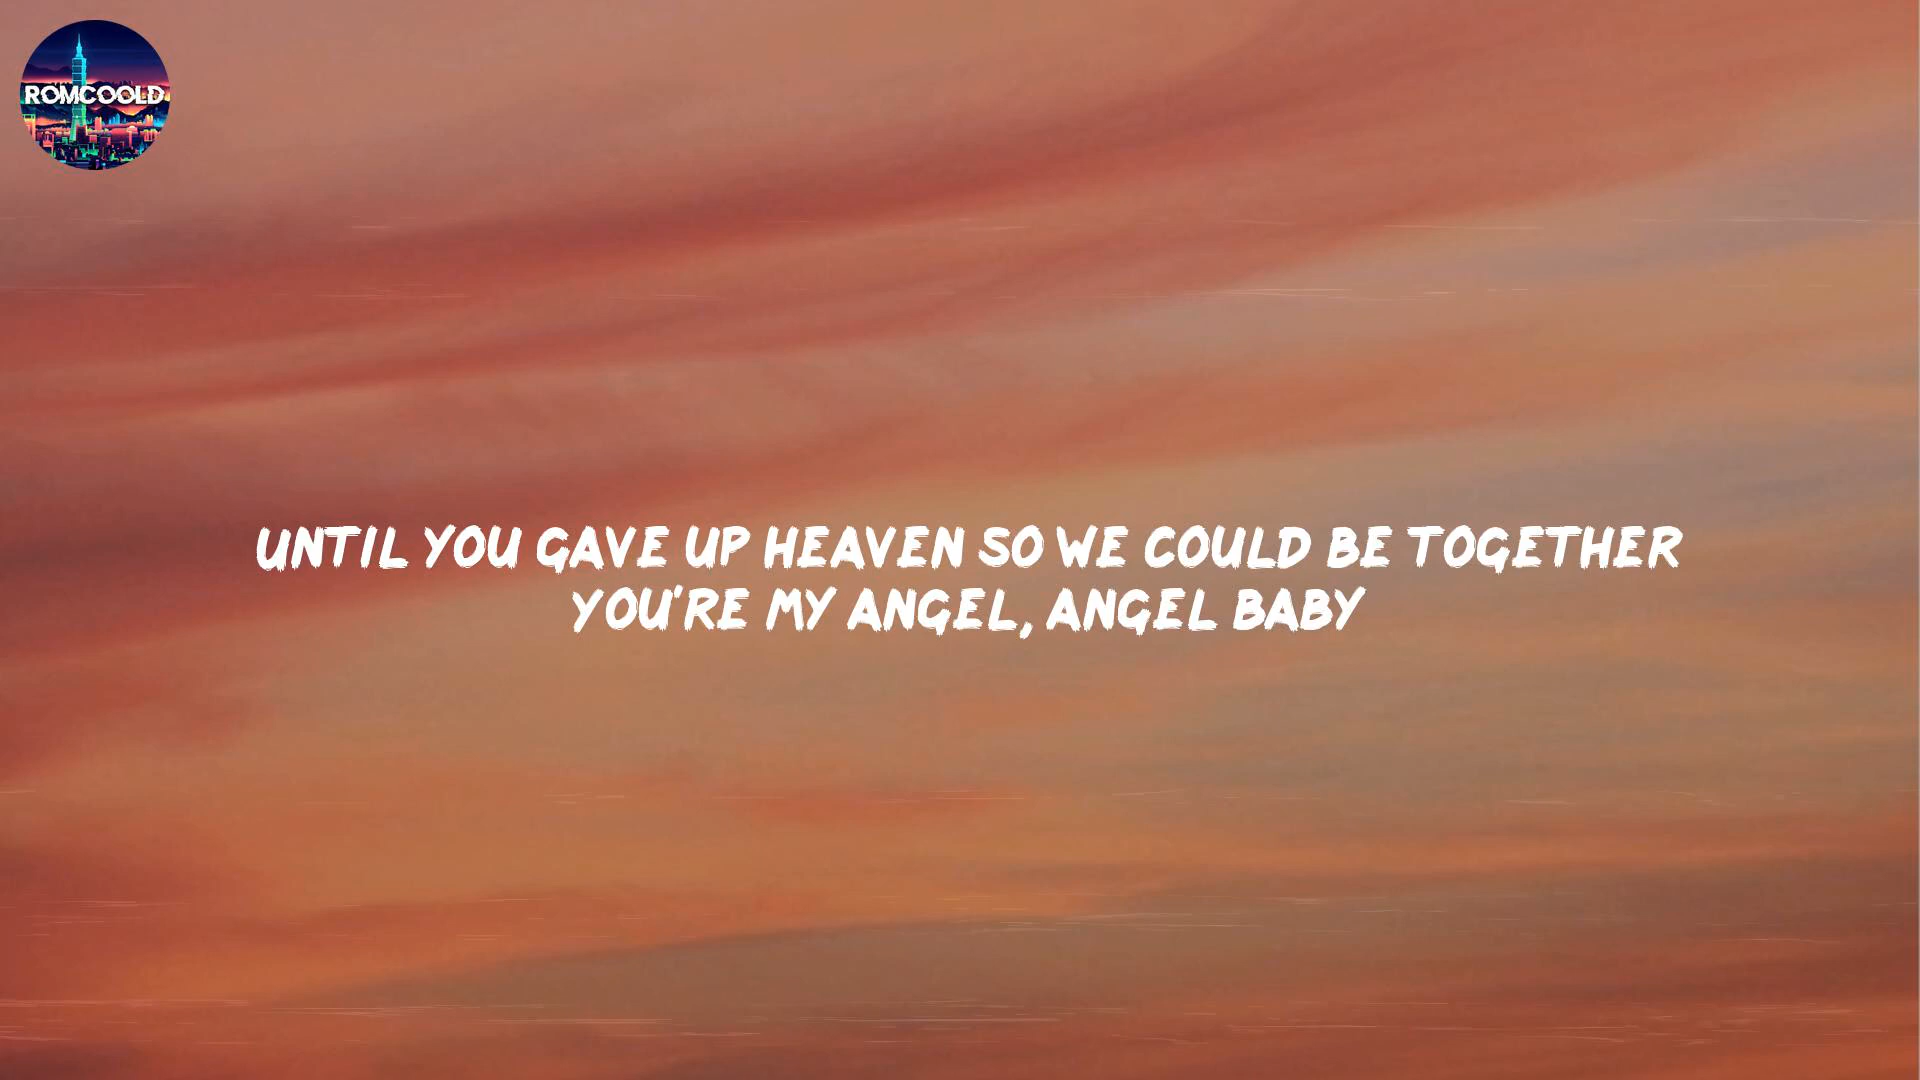 ROMCOOLD
UNTIL YOU GAVE UP HEAVEN SO WE COULD BE TOGETHER
YOU'RE MY ANGEL, ANGEL BABY